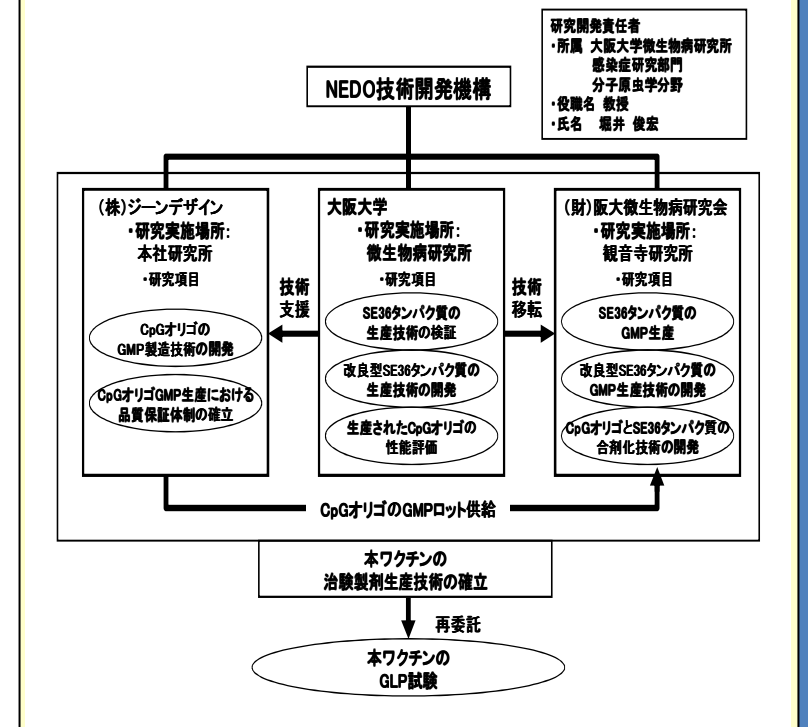 研究開発責任者
・所属 大阪大学微生物病研究所
感染症研究部門
分子原虫学分野
・役職名 教授
・氏名 堀井 俊宏
NEDO技術開発機構
(株)ジーンデザイン
・研究実施場所:
本社研究所
・研究項目
CpGオリゴの
GMP製造技術の開発
CpGオリゴGMP生産における
品質保証体制の確立
技術
支援
大阪大学
・研究実施場所:
微生物病研究所
・研究項目
SE36タンパク質の
生産技術の検証
改良型SE36タンパク質の
生産技術の開発
生産されたCpGオリゴの
性能評価
技術
移転
(財)阪大微生物病研究会
・研究実施場所:
観音寺研究所
・研究項目
SE36タンパク質の
GMP生産
改良型SE36タンパク質の
GMP生産技術の開発
CpGオリゴとSE36タンパク質の
合剤化技術の開発
CpGオリゴのGMPロット供給
本ワクチンの
治験製剤生産技術の確立
再委託
本ワクチンの
GLP試験